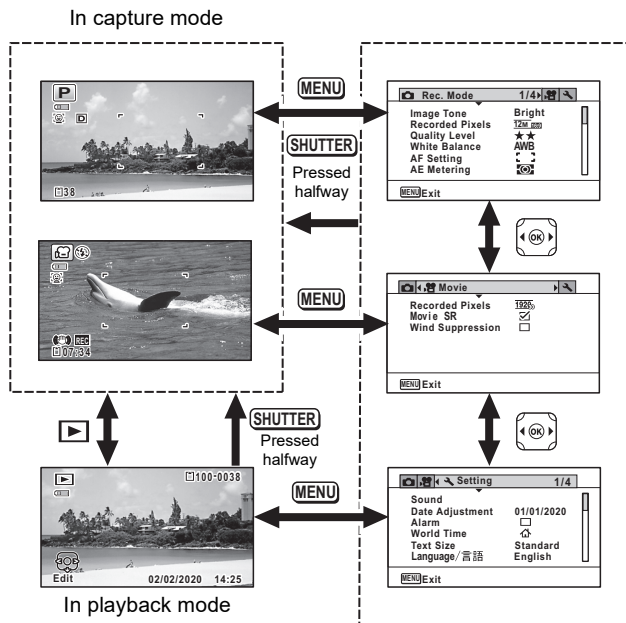 In capture mode
P
D
38
MENU
SHUTTER
Pressed
halfway
Rec. Mode 1/4
Image Tone Bright
Recorded Pixels 12M
Quality Level ★★
White Balance AWB
AF Setting
AE Metering
MENU Exit
OK
REC
07:34
MENU
Movie
Recorded Pixels 1920
Movie SR
Wind Suppression
MENU Exit
OK
SHUTTER
Pressed
halfway
100-0038
Edit 02/02/2020 14:25
MENU
Setting 1/4
Sound
Date Adjustment 01/01/2020
Alarm
World Time
Text Size Standard
Language/言語 English
MENU Exit
In playback mode